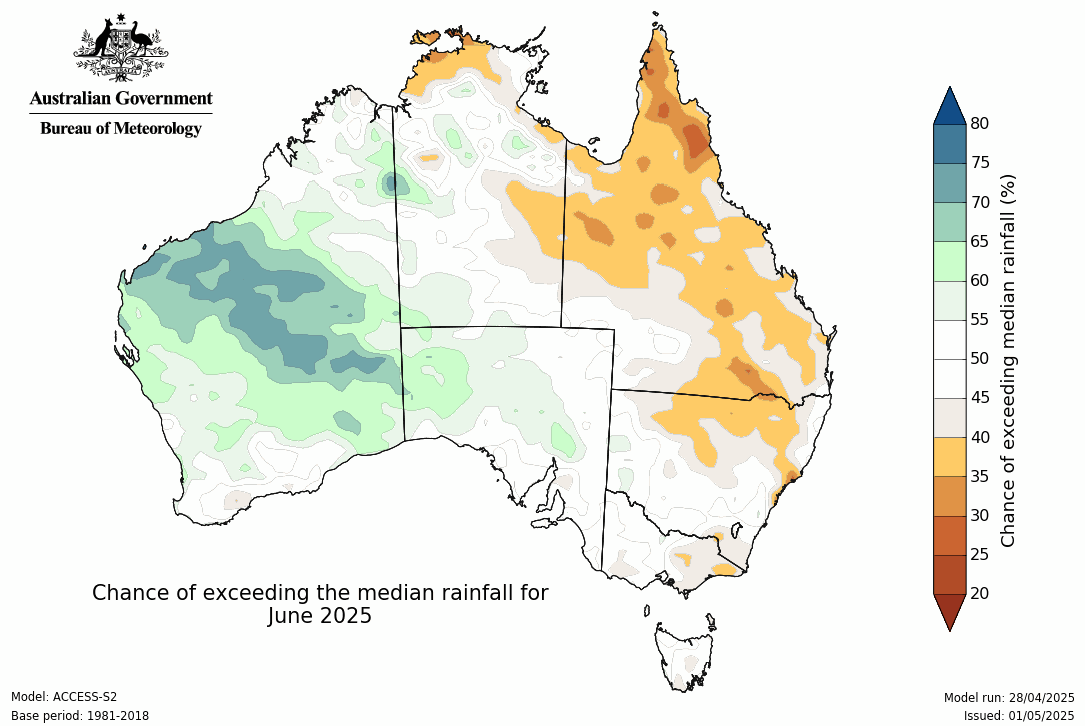 Australian Government
Bureau of Meteorology
80
75
70
65
60
55
50
45
40
35
30
25
20
Chance of exceeding median rainfall (%)
Chance of exceeding the median rainfall for
June 2025
Model: ACCESS-S2
Base period: 1981-2018
Model run: 28/04/2025
Issued: 01/05/2025